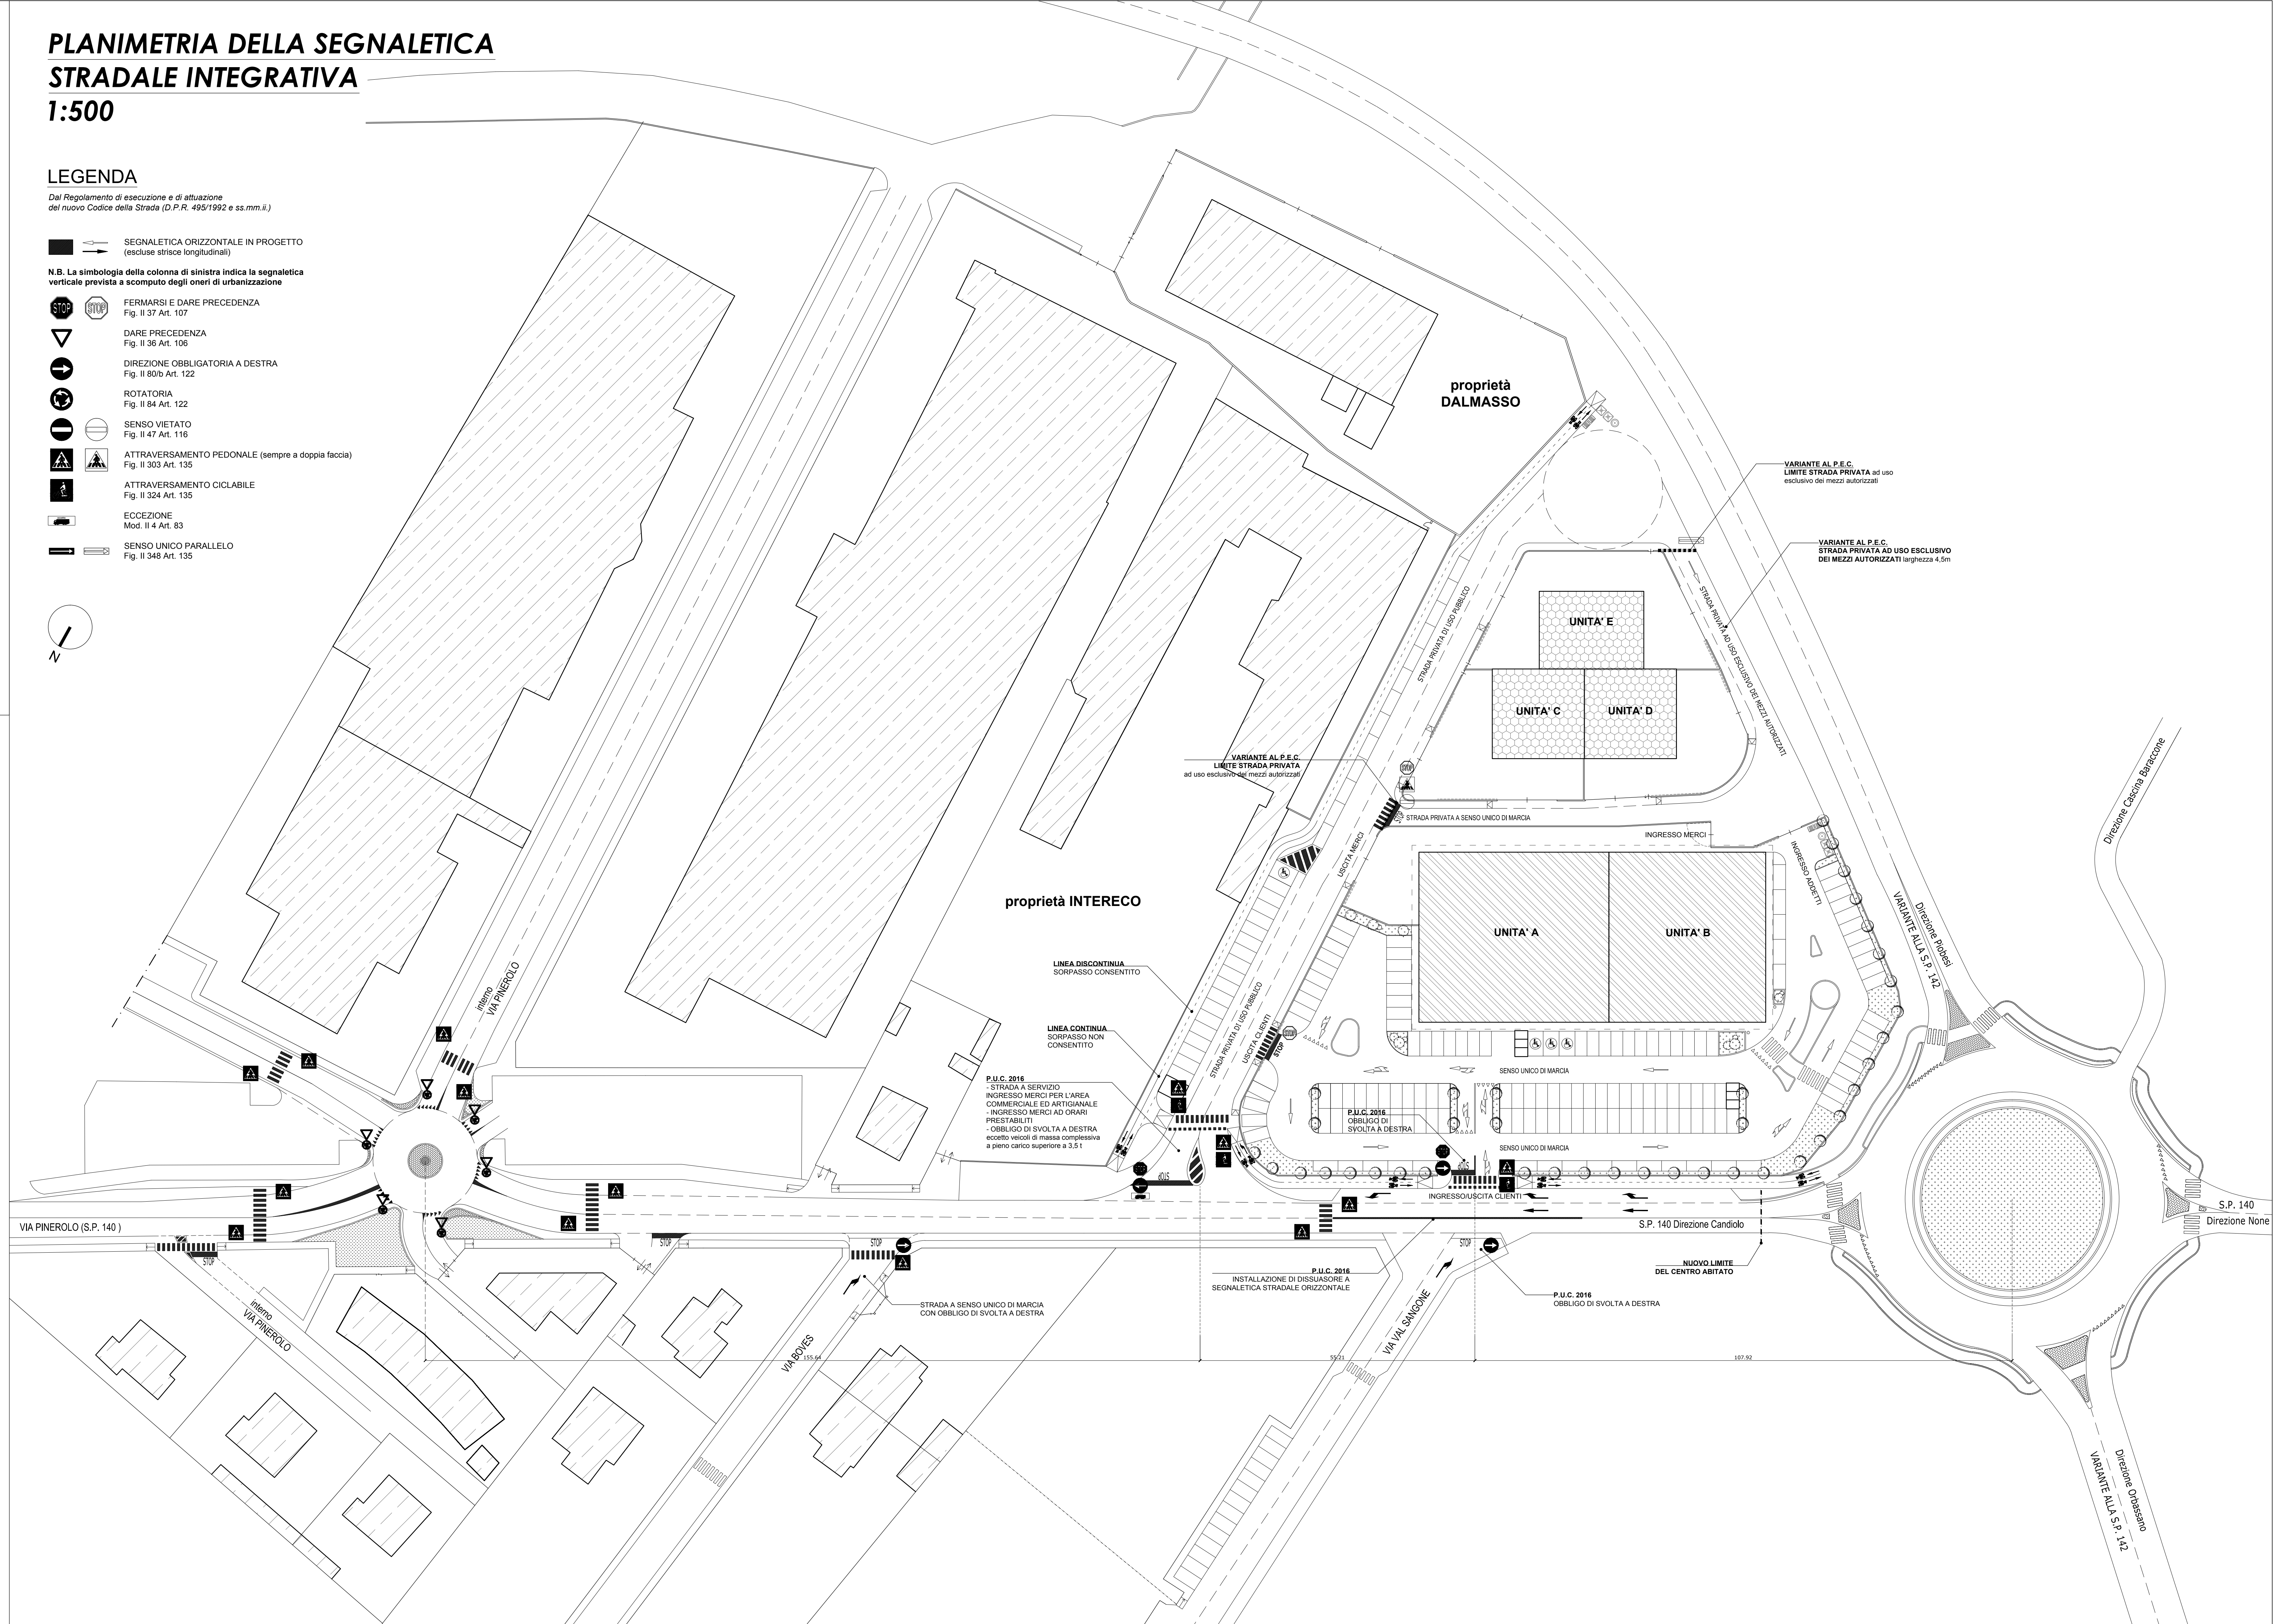 PLANIMETRIA DELLA SEGNALETICA
STRADALE INTEGRATIVA
1:500
LEGENDA
Dal Regolamento di esecuzione e di attuazione
del nuovo Codice della Strada (D.P.R. 495/1992 e ss.mm.ii.)
SEGNALETICA ORIZZONTALE IN PROGETTO
(escluse strisce longitudinali)
N.B. La simbologia della colonna di sinistra indica la segnaletica
verticale prevista a scomputo degli oneri di urbanizzazione
STOP STOP FERMARSI E DARE PRECEDENZA
Fig. II 37 Art. 107
DARE PRECEDENZA
Fig. II 36 Art. 106
DIREZIONE OBBLIGATORIA A DESTRA
Fig. II 80/b Art. 122
ROTATORIA
Fig. II 84 Art. 122
SENSO VIETATO
Fig. II 47 Art. 116
ATTRAVERSAMENTO PEDONALE (sempre a doppia faccia)
Fig. II 303 Art. 135
ATTRAVERSAMENTO CICLABILE
Fig. II 324 Art. 135
ECCEZIONE
Mod. II 4 Art. 83
SENSO UNICO PARALLELO
Fig. II 348 Art. 135
N
proprietà
DALMASSO
VARIANTE AL P.E.C.
LIMITE STRADA PRIVATA ad uso
esclusivo dei mezzi autorizzati
VARIANTE AL P.E.C.
STRADA PRIVATA AD USO ESCLUSIVO
DEI MEZZI AUTORIZZATI larghezza 4,5m
STRADA PRIVATA DI USO PUBBLICO
STRADA PRIVATA AD USO ESCLUSIVO DEI MEZZI AUTORIZZATI
UNITA' E
UNITA' C
UNITA' D
VARIANTE AL P.E.C.
LIMITE STRADA PRIVATA
ad uso esclusivo dei mezzi autorizzati
STOP
STOP
STRADA PRIVATA A SENSO UNICO DI MARCIA
USCITA MERCI
INGRESSO MERCI
INGRESSO ADDETTI
Direzione Cascina Baraccone
proprietà INTERECO
UNITA' A
UNITA' B
Direzione Piobesi
VARIANTE ALLA S.P. 142
interno
VIA PINEROLO
LINEA DISCONTINUA
SORPASSO CONSENTITO
LINEA CONTINUA
SORPASSO NON
CONSENTITO
STRADA PRIVATA DI USO PUBBLICO
USCITA CLIENTI
STOP
STOP
P.U.C. 2016
- STRADA A SERVIZIO
INGRESSO MERCI PER L'AREA
COMMERCIALE ED ARTIGIANALE
- INGRESSO MERCI AD ORARI
PRESTABILITI
- OBBLIGO DI SVOLTA A DESTRA
eccetto veicoli di massa complessiva
a pieno carico superiore a 3,5 t
SENSO UNICO DI MARCIA
P.U.C. 2016
OBBLIGO DI
SVOLTA A DESTRA
SENSO UNICO DI MARCIA
STOP
STOP
INGRESSO/USCITA CLIENTI
VIA PINEROLO (S.P. 140 )
S.P. 140 Direzione Candiolo
S.P. 140
Direzione None
STOP
STOP
STOP
STOP
NUOVO LIMITE
DEL CENTRO ABITATO
P.U.C. 2016
INSTALLAZIONE DI DISSUASORE A
SEGNALETICA STRADALE ORIZZONTALE
P.U.C. 2016
OBBLIGO DI SVOLTA A DESTRA
STRADA A SENSO UNICO DI MARCIA
CON OBBLIGO DI SVOLTA A DESTRA
interno
VIA PINEROLO
VIA BOVES
VIA VAL SANGONE
155.64
55.21
107.92
Direzione Orbassano
VARIANTE ALLA S.P. 142